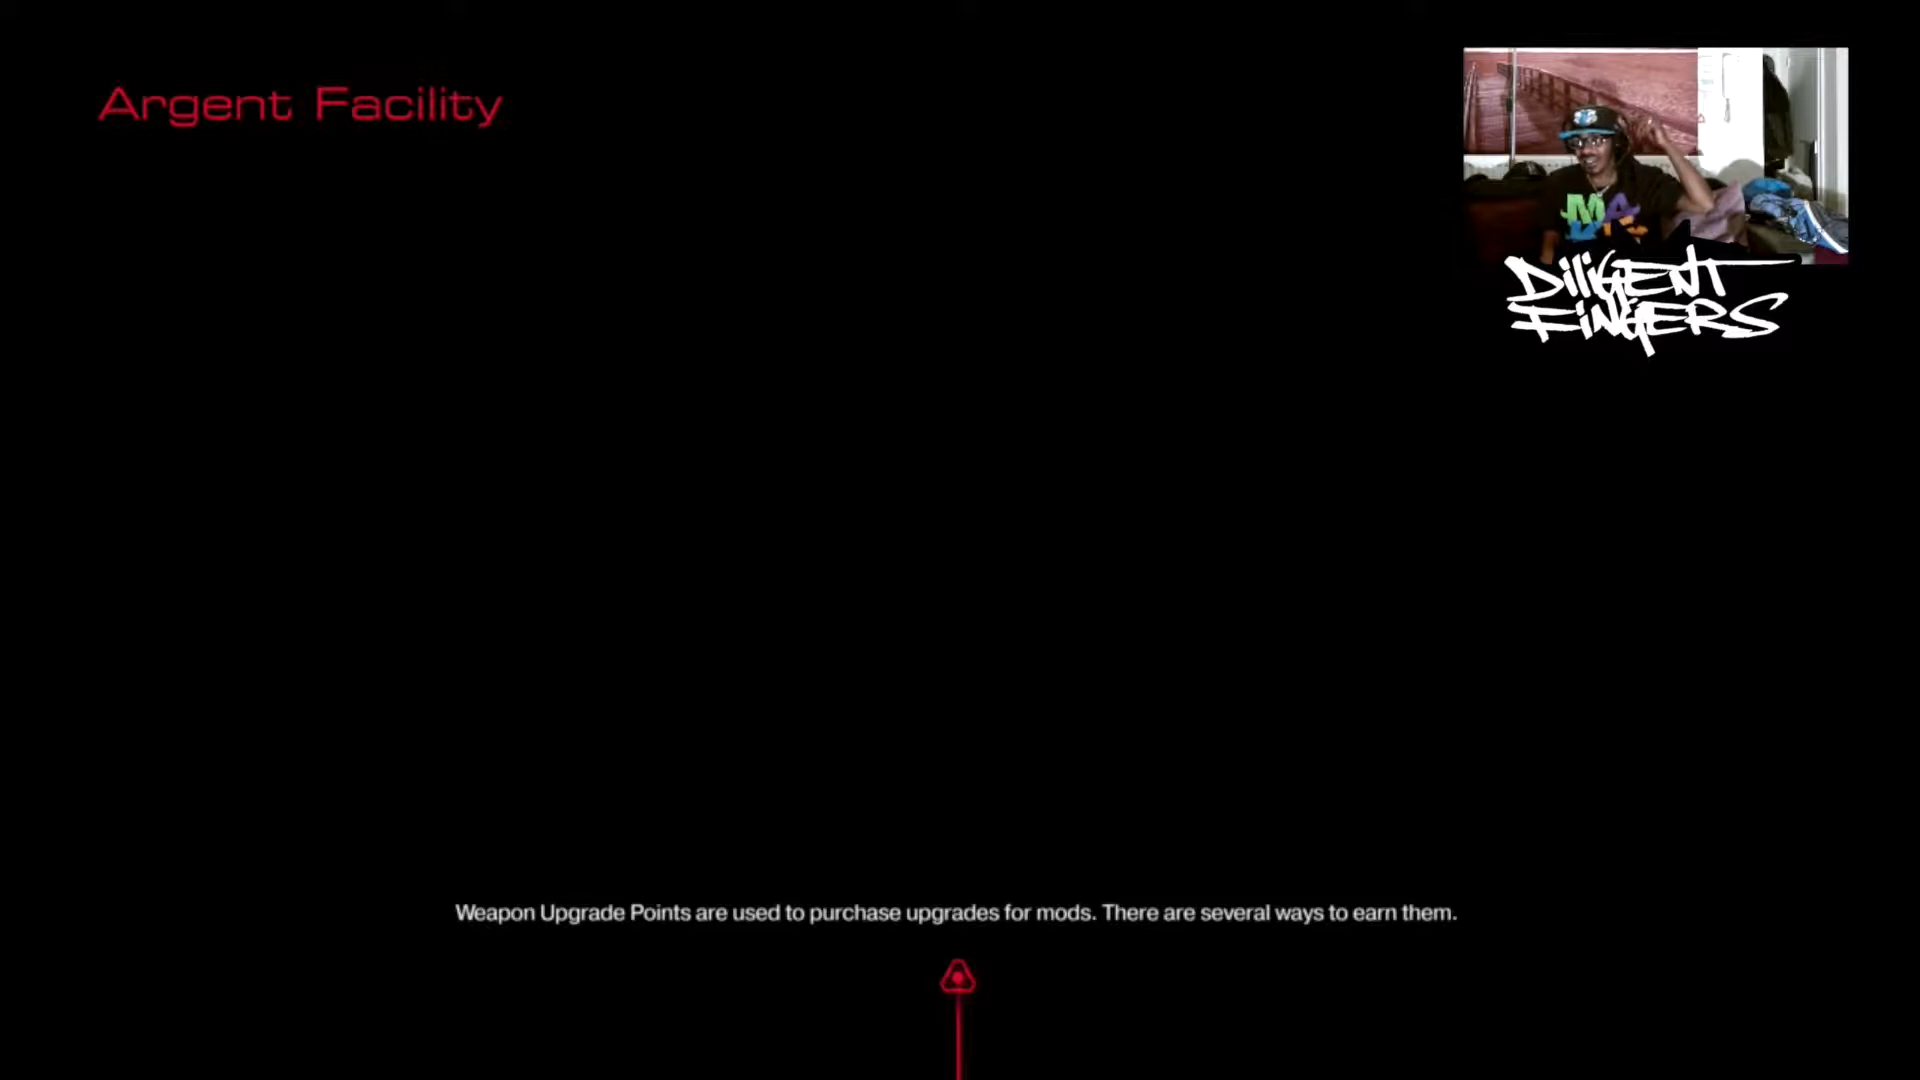 Argent Facility
MA
DILIGENT
FINGERS
Weapon Upgrade Points are used to purchase upgrades for mods. There are several ways to earn them.